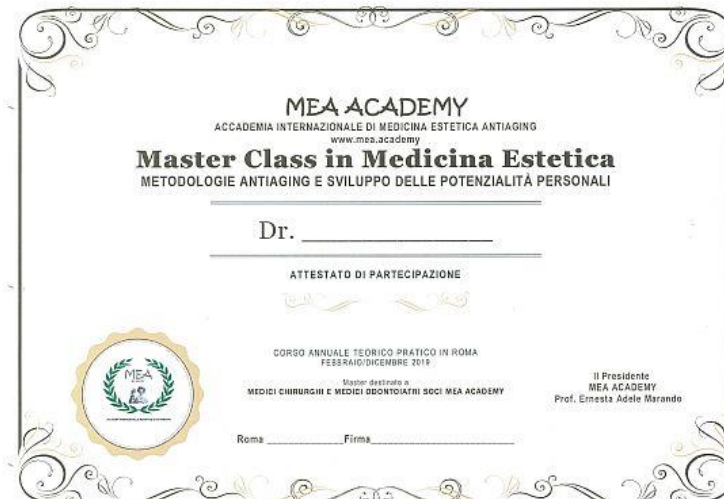 MEA ACADEMY
ACCADEMIA INTERNAZIONALE DI MEDICINA ESTETICA ANTIAGING
www.mea.academy
Master Class in Medicina Estetica
METODOLOGIE ANTIAGING E SVILUPPO DELLE POTENZIALITÀ PERSONALI
Dr. _______________
ATTESTATO DI PARTECIPAZIONE
CORSO ANNUALE TEORICO PRATICO IN ROMA
FEBBRAIO/DICEMBRE 2019
Master destinato a
MEDICI CHIRURGHI E MEDICI ODONTOIATRI SOCI MEA ACADEMY
MEA
Il Presidente
MEA ACADEMY
Prof. Ernesta Adele Marando
Roma ____________Firma______________________